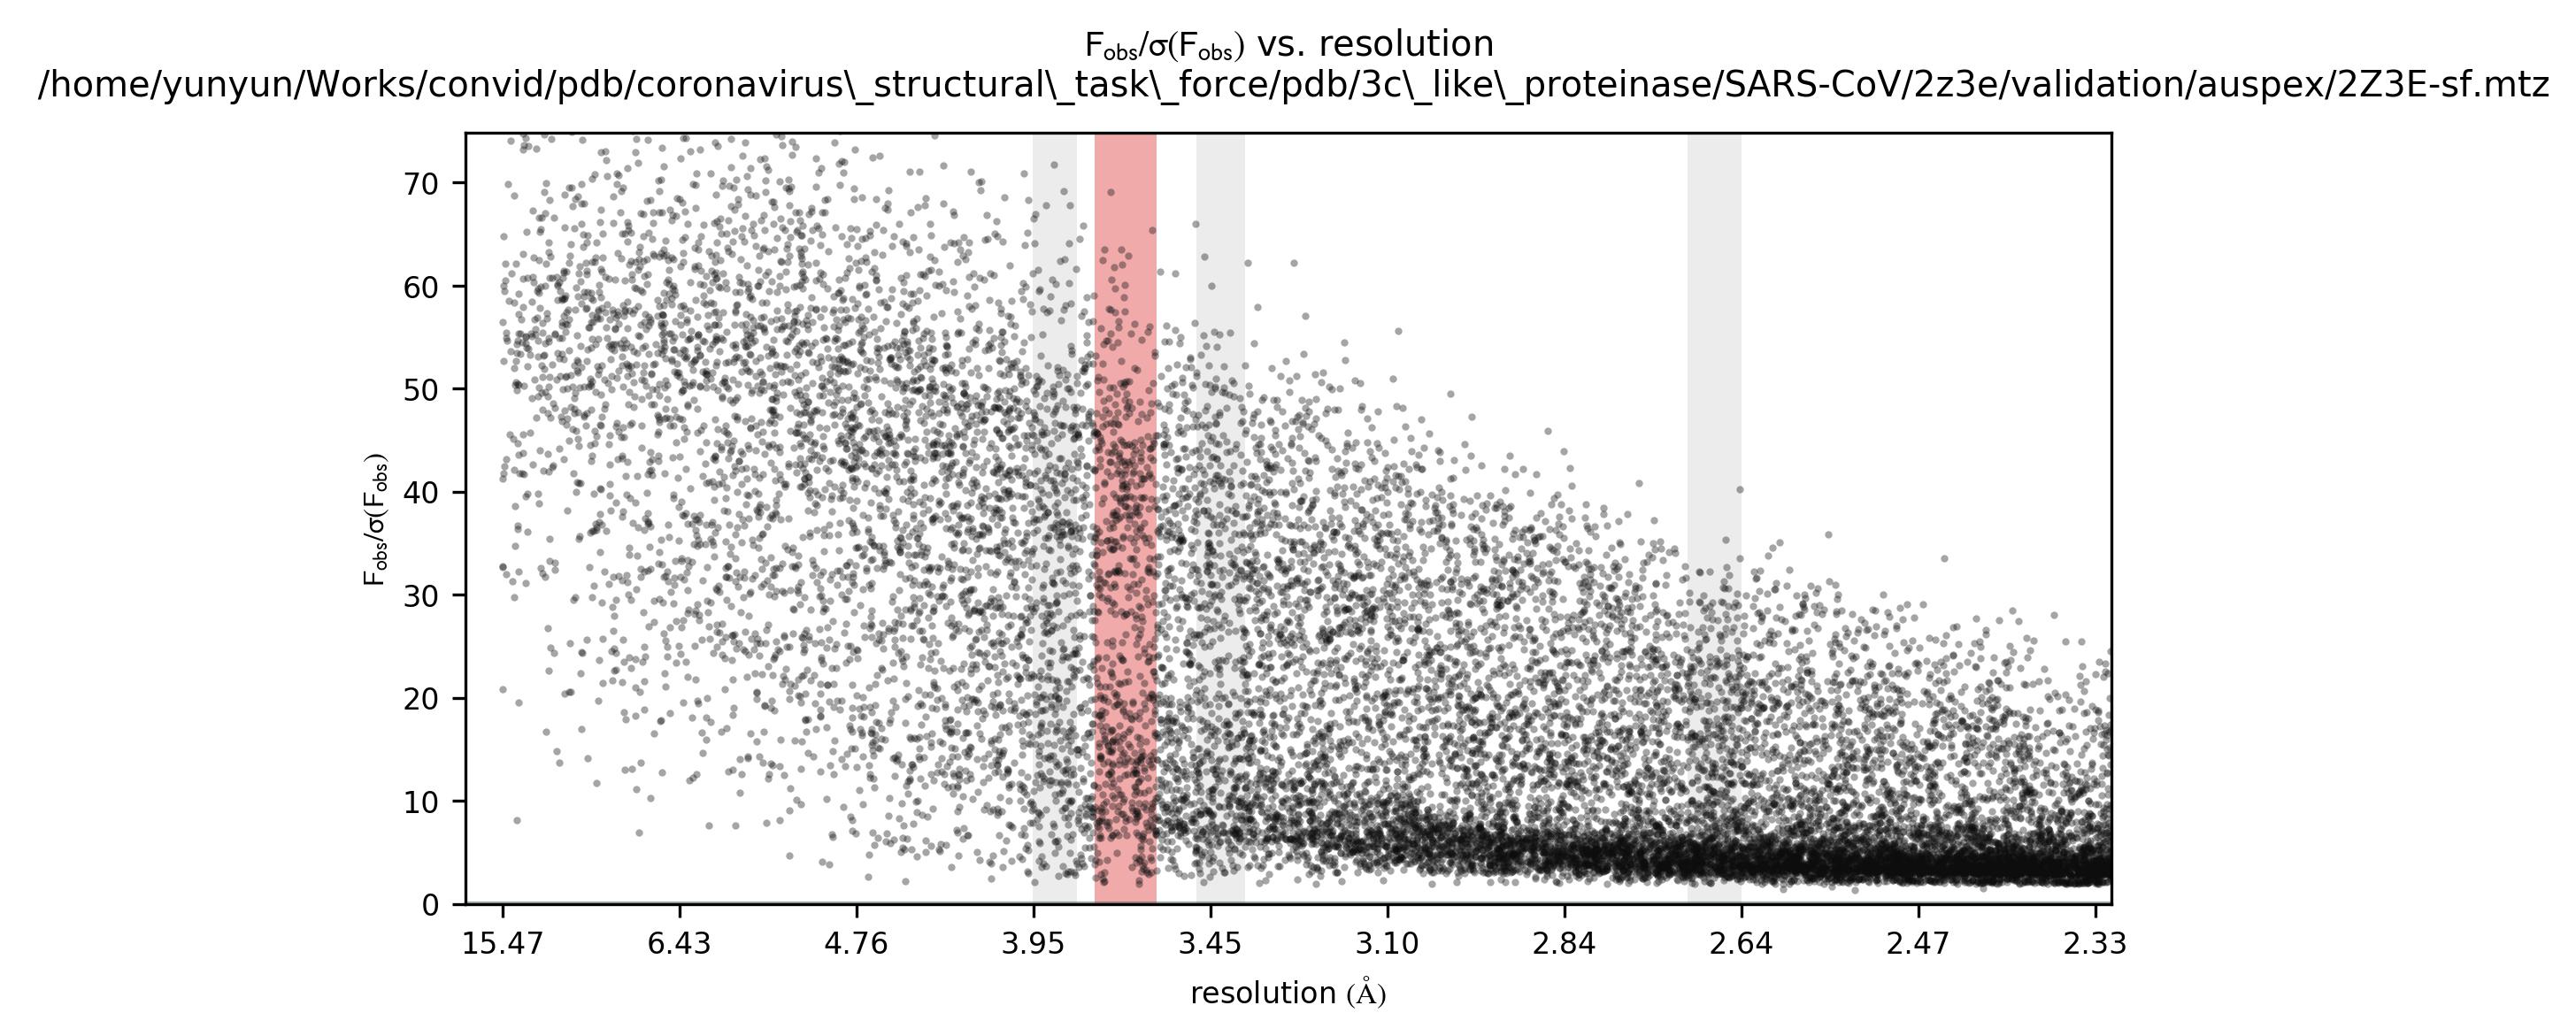 Fobs/σ(Fobs) vs. resolution
/home/yunyun/Works/convid/pdb/coronavirus\_structural\_task\_force/pdb/3c\_like\_proteinase/SARS-CoV/2z3e/validation/auspex/2Z3E-sf.mtz
Fobs/σ(Fobs)
70
60
50
40
30
20
10
0
15.47 6.43 4.76 3.95 3.45 3.10 2.84 2.64 2.47 2.33
resolution (Å)